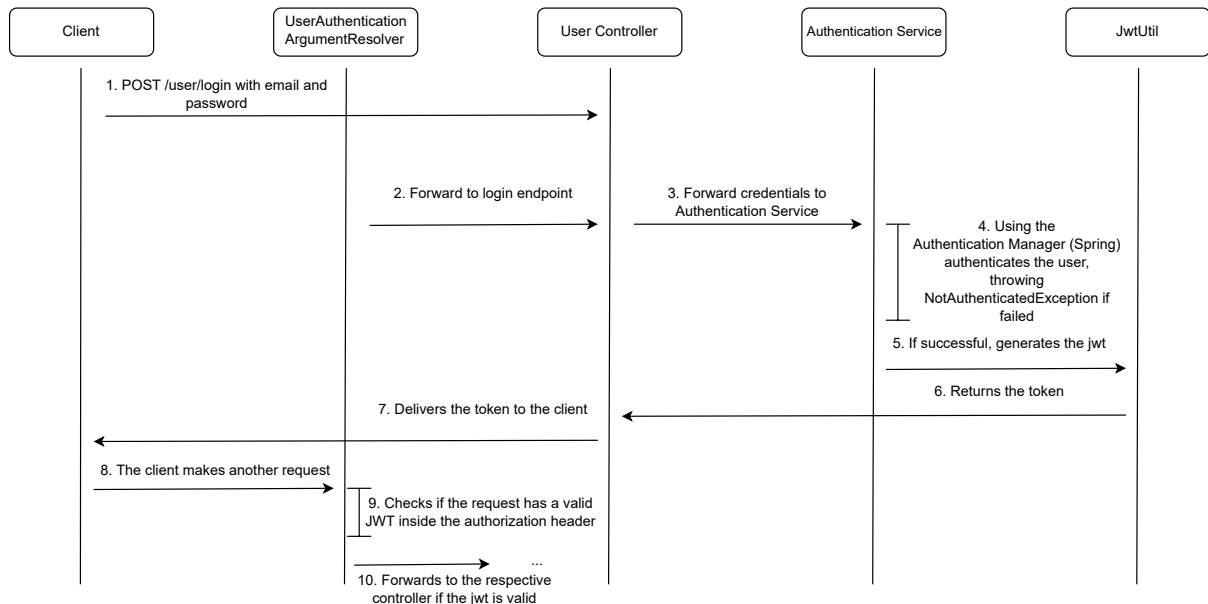 Client
UserAuthentication
ArgumentResolver
User Controller
Authentication Service
JwtUtil
1. POST /user/login with email and
password
2. Forward to login endpoint
3. Forward credentials to
Authentication Service
4. Using the
Authentication Manager (Spring)
authenticates the user,
throwing
NotAuthenticatedException if
failed
5. If successful, generates the jwt
6. Returns the token
7. Delivers the token to the client
8. The client makes another request
9. Checks if the request has a valid
JWT inside the authorization header
...
10. Forwards to the respective
controller if the jwt is valid